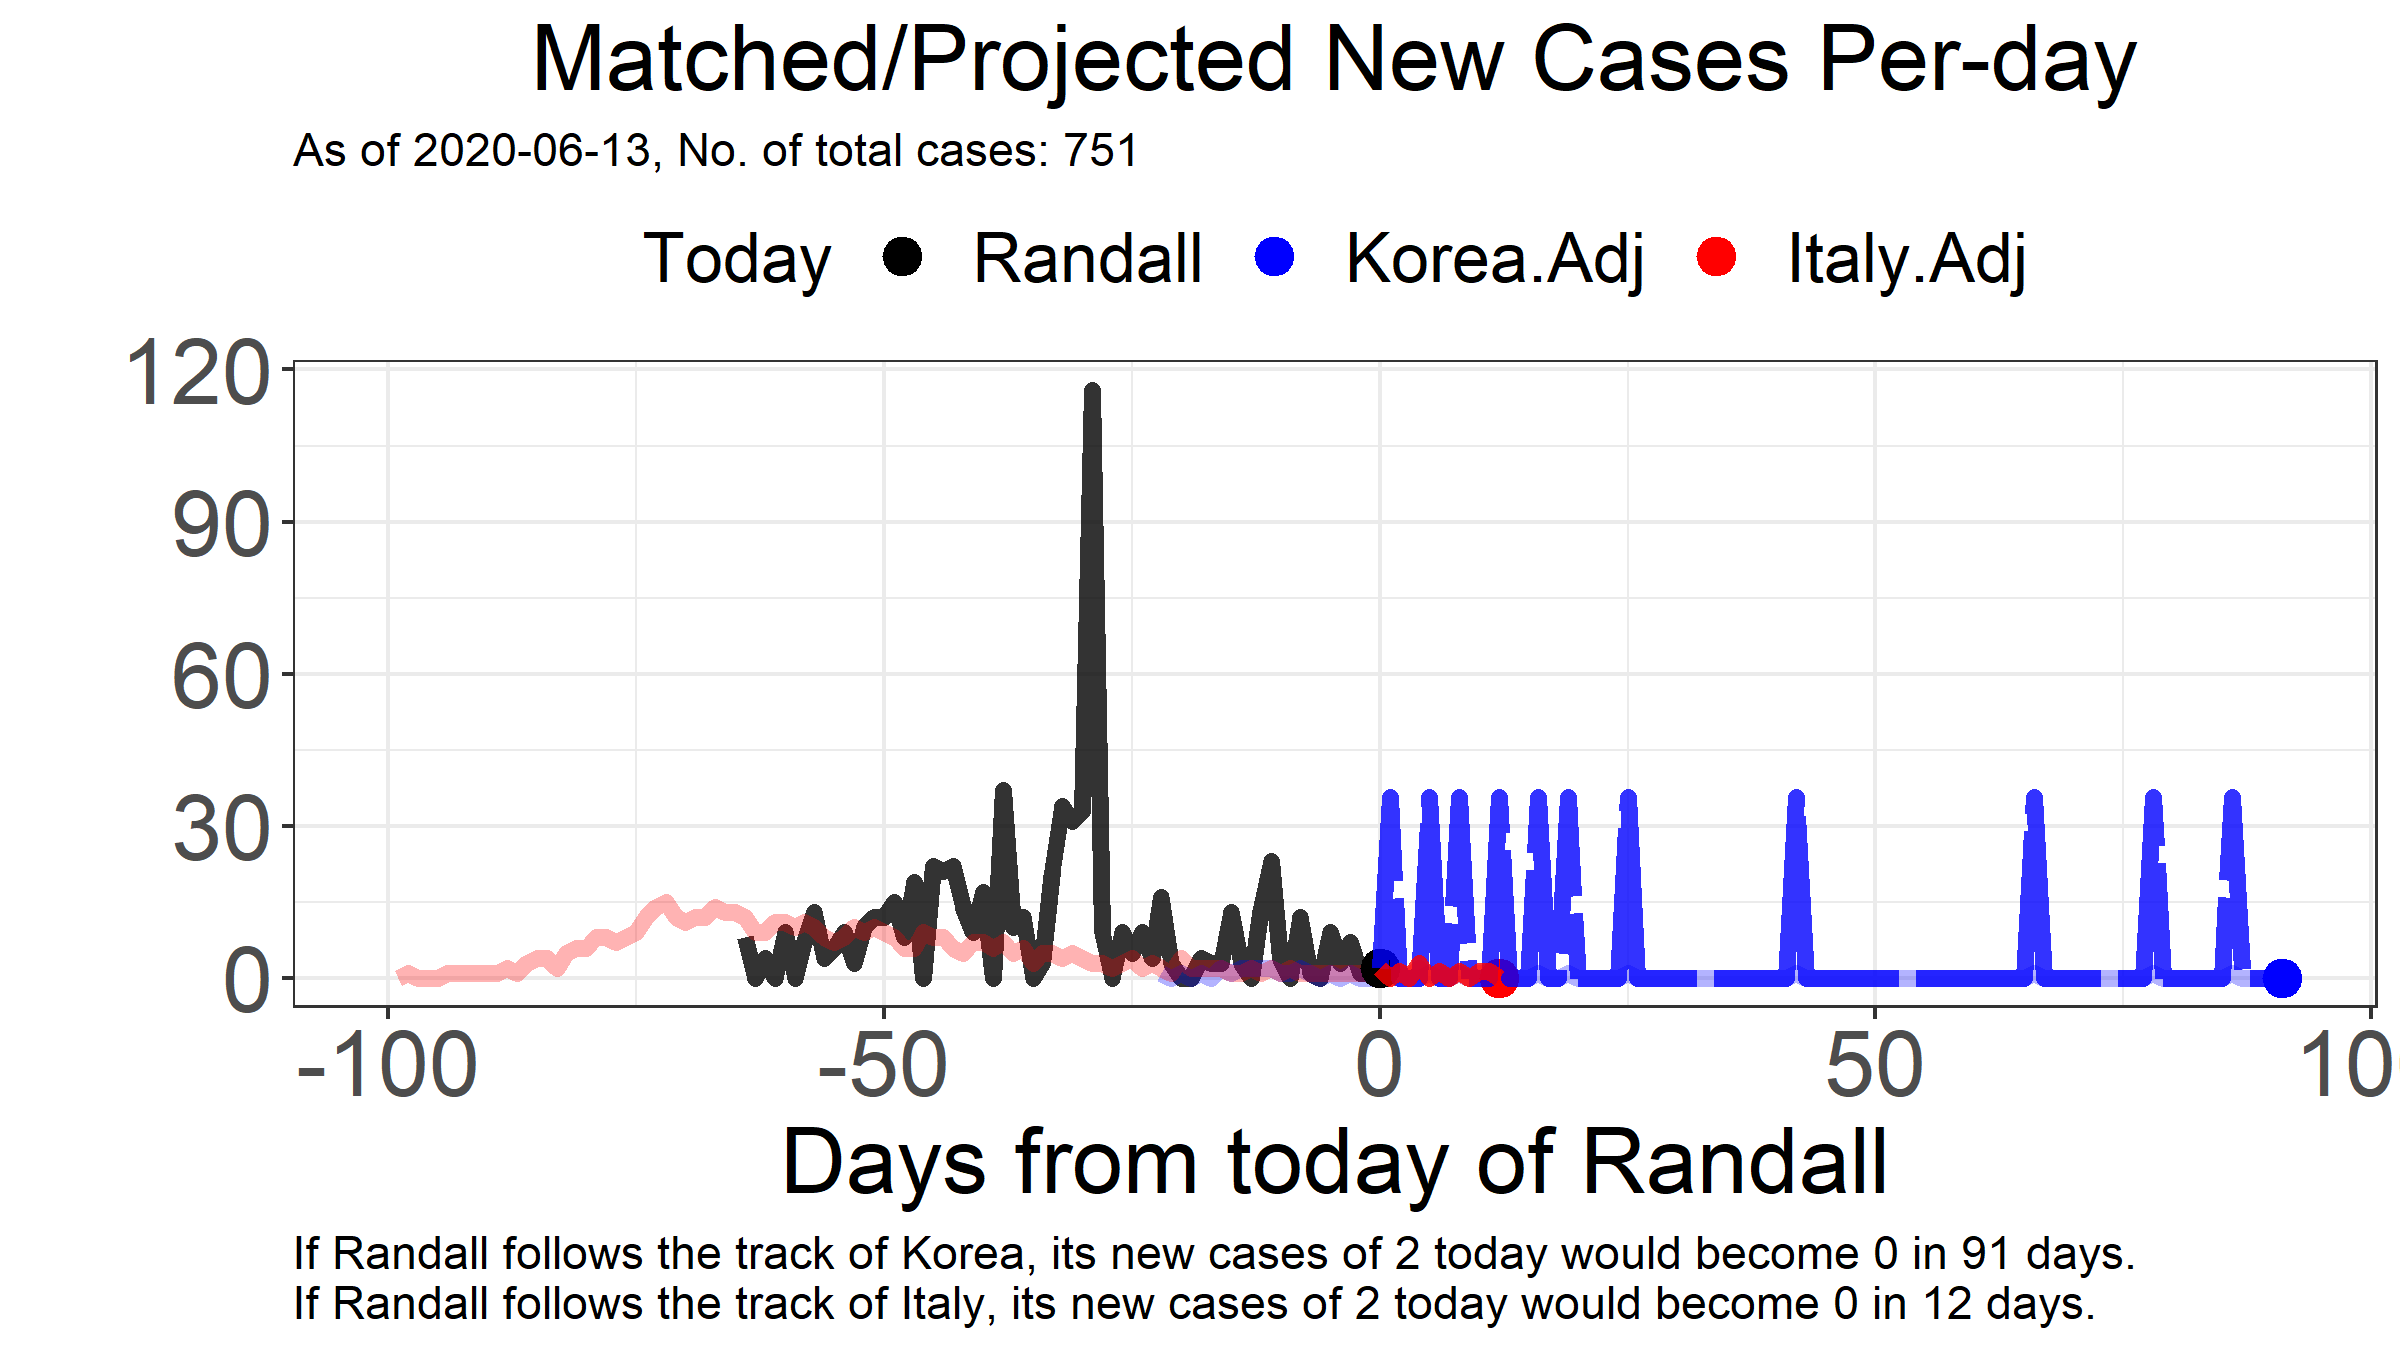 Matched/Projected New Cases Per-day
As of 2020-06-13, No. of total cases: 751
Today Randall Korea.Adj Italy.Adj
120
90
60
30
0
-100 -50 0 50 100
Days from today of Randall
If Randall follows the track of Korea, its new cases of 2 today would become 0 in 91 days.
If Randall follows the track of Italy, its new cases of 2 today would become 0 in 12 days.